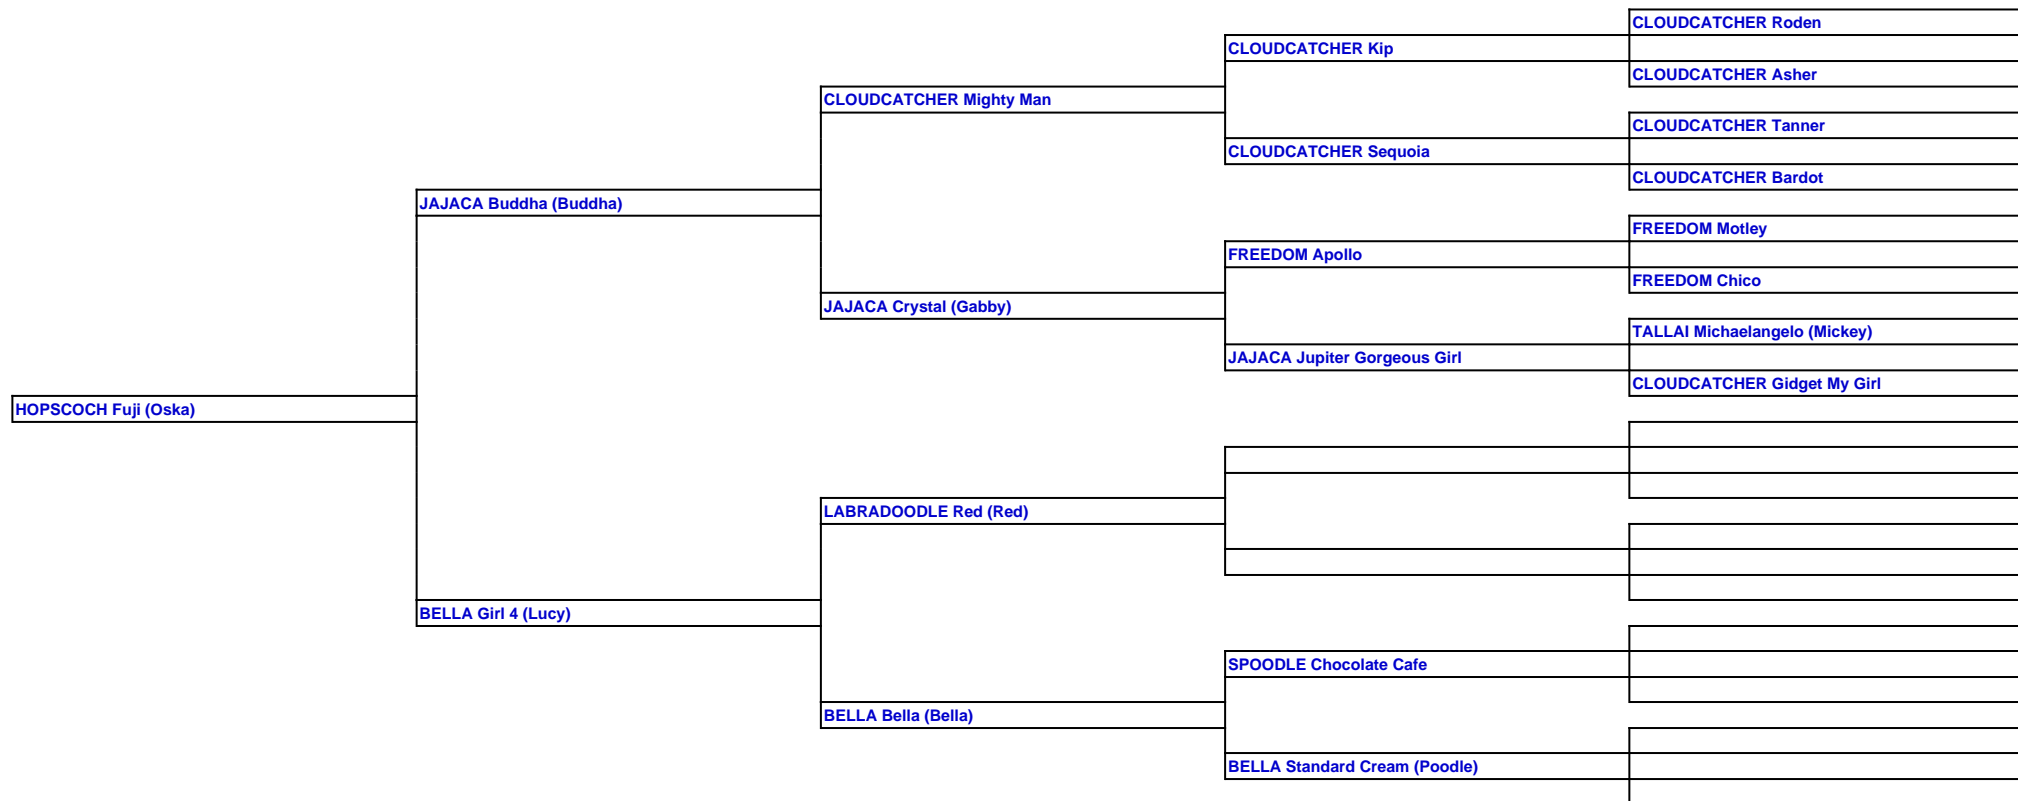 CLOUDCATCHER Roden
CLOUDCATCHER Kip
CLOUDCATCHER Asher
CLOUDCATCHER Mighty Man
CLOUDCATCHER Tanner
CLOUDCATCHER Sequoia
CLOUDCATCHER Bardot
JAJACA Buddha (Buddha)
FREEDOM Motley
FREEDOM Apollo
FREEDOM Chico
JAJACA Crystal (Gabby)
TALLAI Michaelangelo (Mickey)
JAJACA Jupiter Gorgeous Girl
CLOUDCATCHER Gidget My Girl
HOPSCOCH Fuji (Oska)
LABRADOODLE Red (Red)
BELLA Girl 4 (Lucy)
SPOODLE Chocolate Cafe
BELLA Bella (Bella)
BELLA Standard Cream (Poodle)